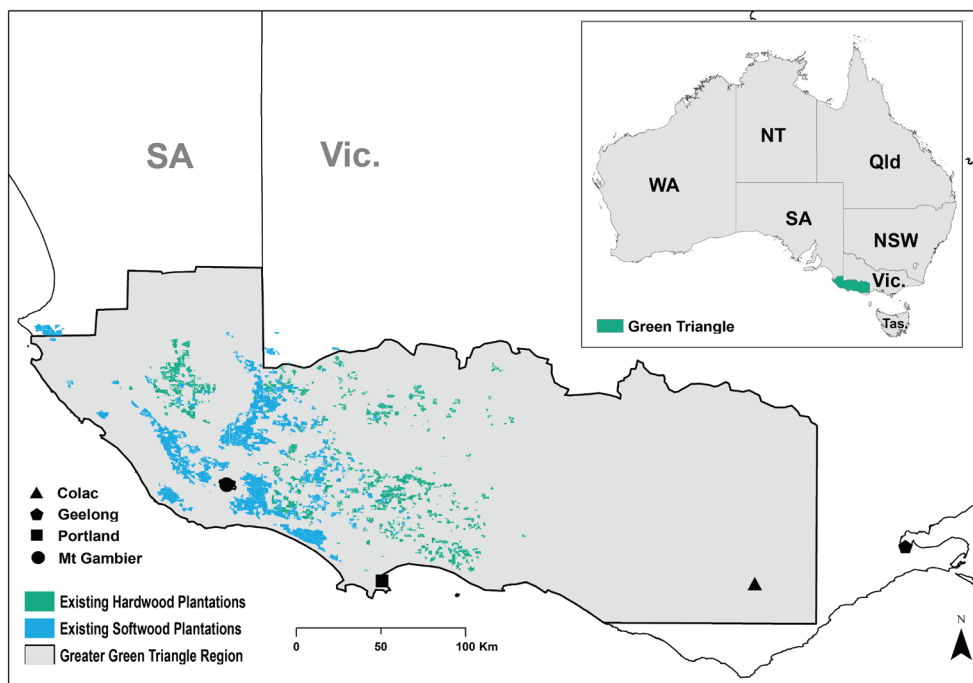 SA
Vic.
WA
NT
Qld
SA
NSW
Vic.
Tas.
Green Triangle
Colac
Geelong
Portland
Mt Gambier
Existing Hardwood Plantations
Existing Softwood Plantations
Greater Green Triangle Region
0 50 100 Km
N